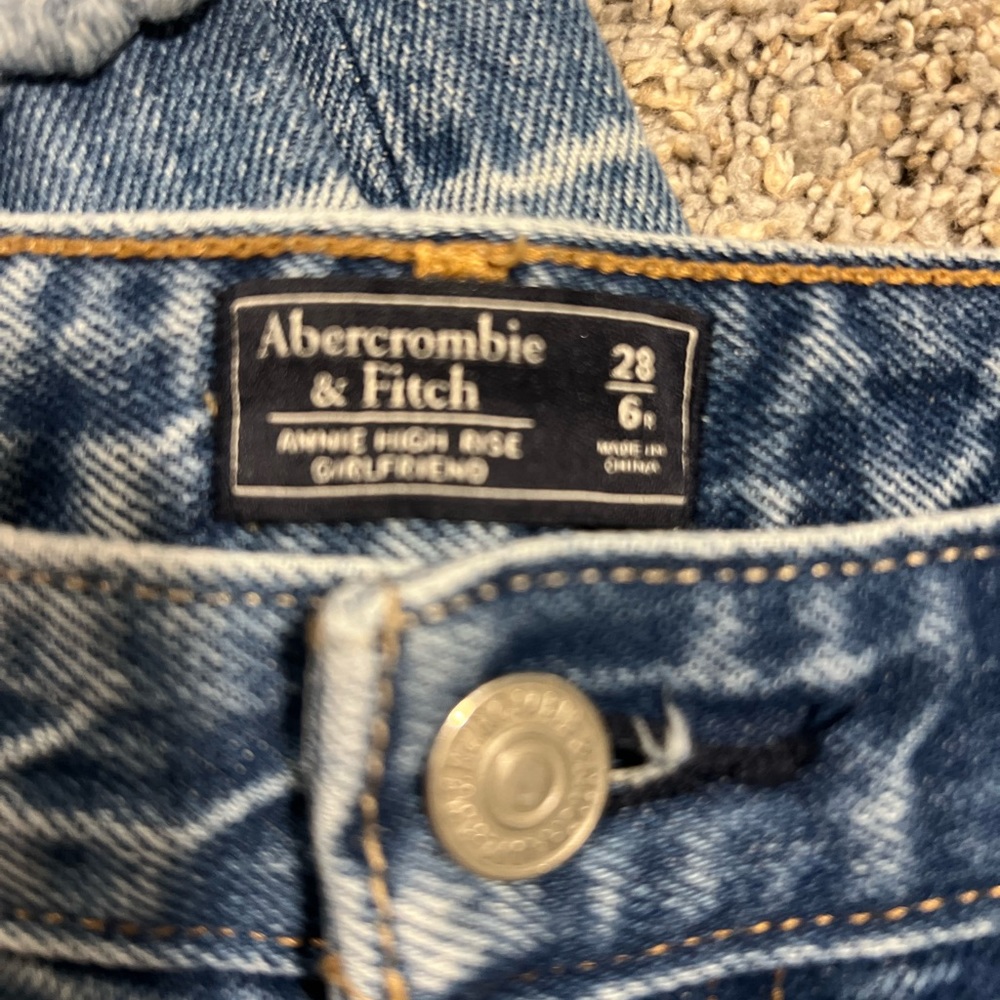 Abercrombie
& Fitch
ANNIE HIGH RISE
GIRLFRIEND
28
6R
MADE IN
CHINA